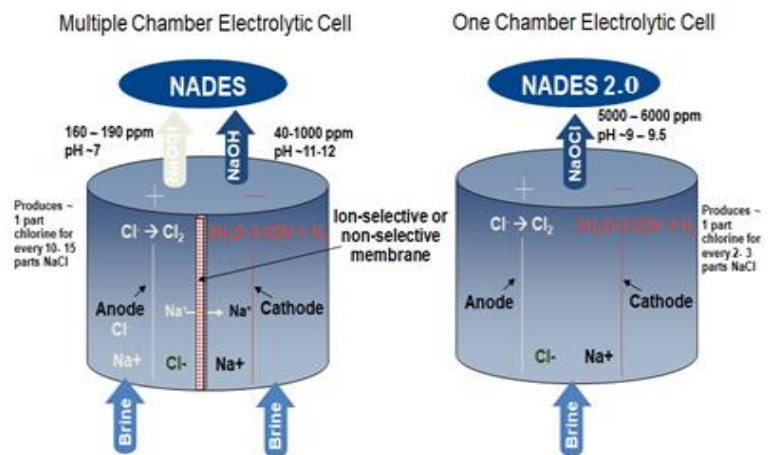 Multiple Chamber Electrolytic Cell
NADES
160 – 190 ppm
pH ~7
NaOCl
NaOH
40-1000 ppm
pH ~11-12
Produces ~
1 part
chlorine for
every 10- 15
parts NaCl
+
–
Cl⁻ → Cl₂
Ion-selective or
non-selective
membrane
Anode
Cathode
Na⁺
Na⁺
Cl⁻
Na+
Cl-
Na+
Brine
Brine
One Chamber Electrolytic Cell
NADES 2.0
NaOCl
5000 – 6000 ppm
pH ~9 – 9.5
+
–
Cl⁻ → Cl₂
Produces ~
1 part
chlorine for
every 2- 3
parts NaCl
Anode
Cathode
Cl-
Na+
Brine